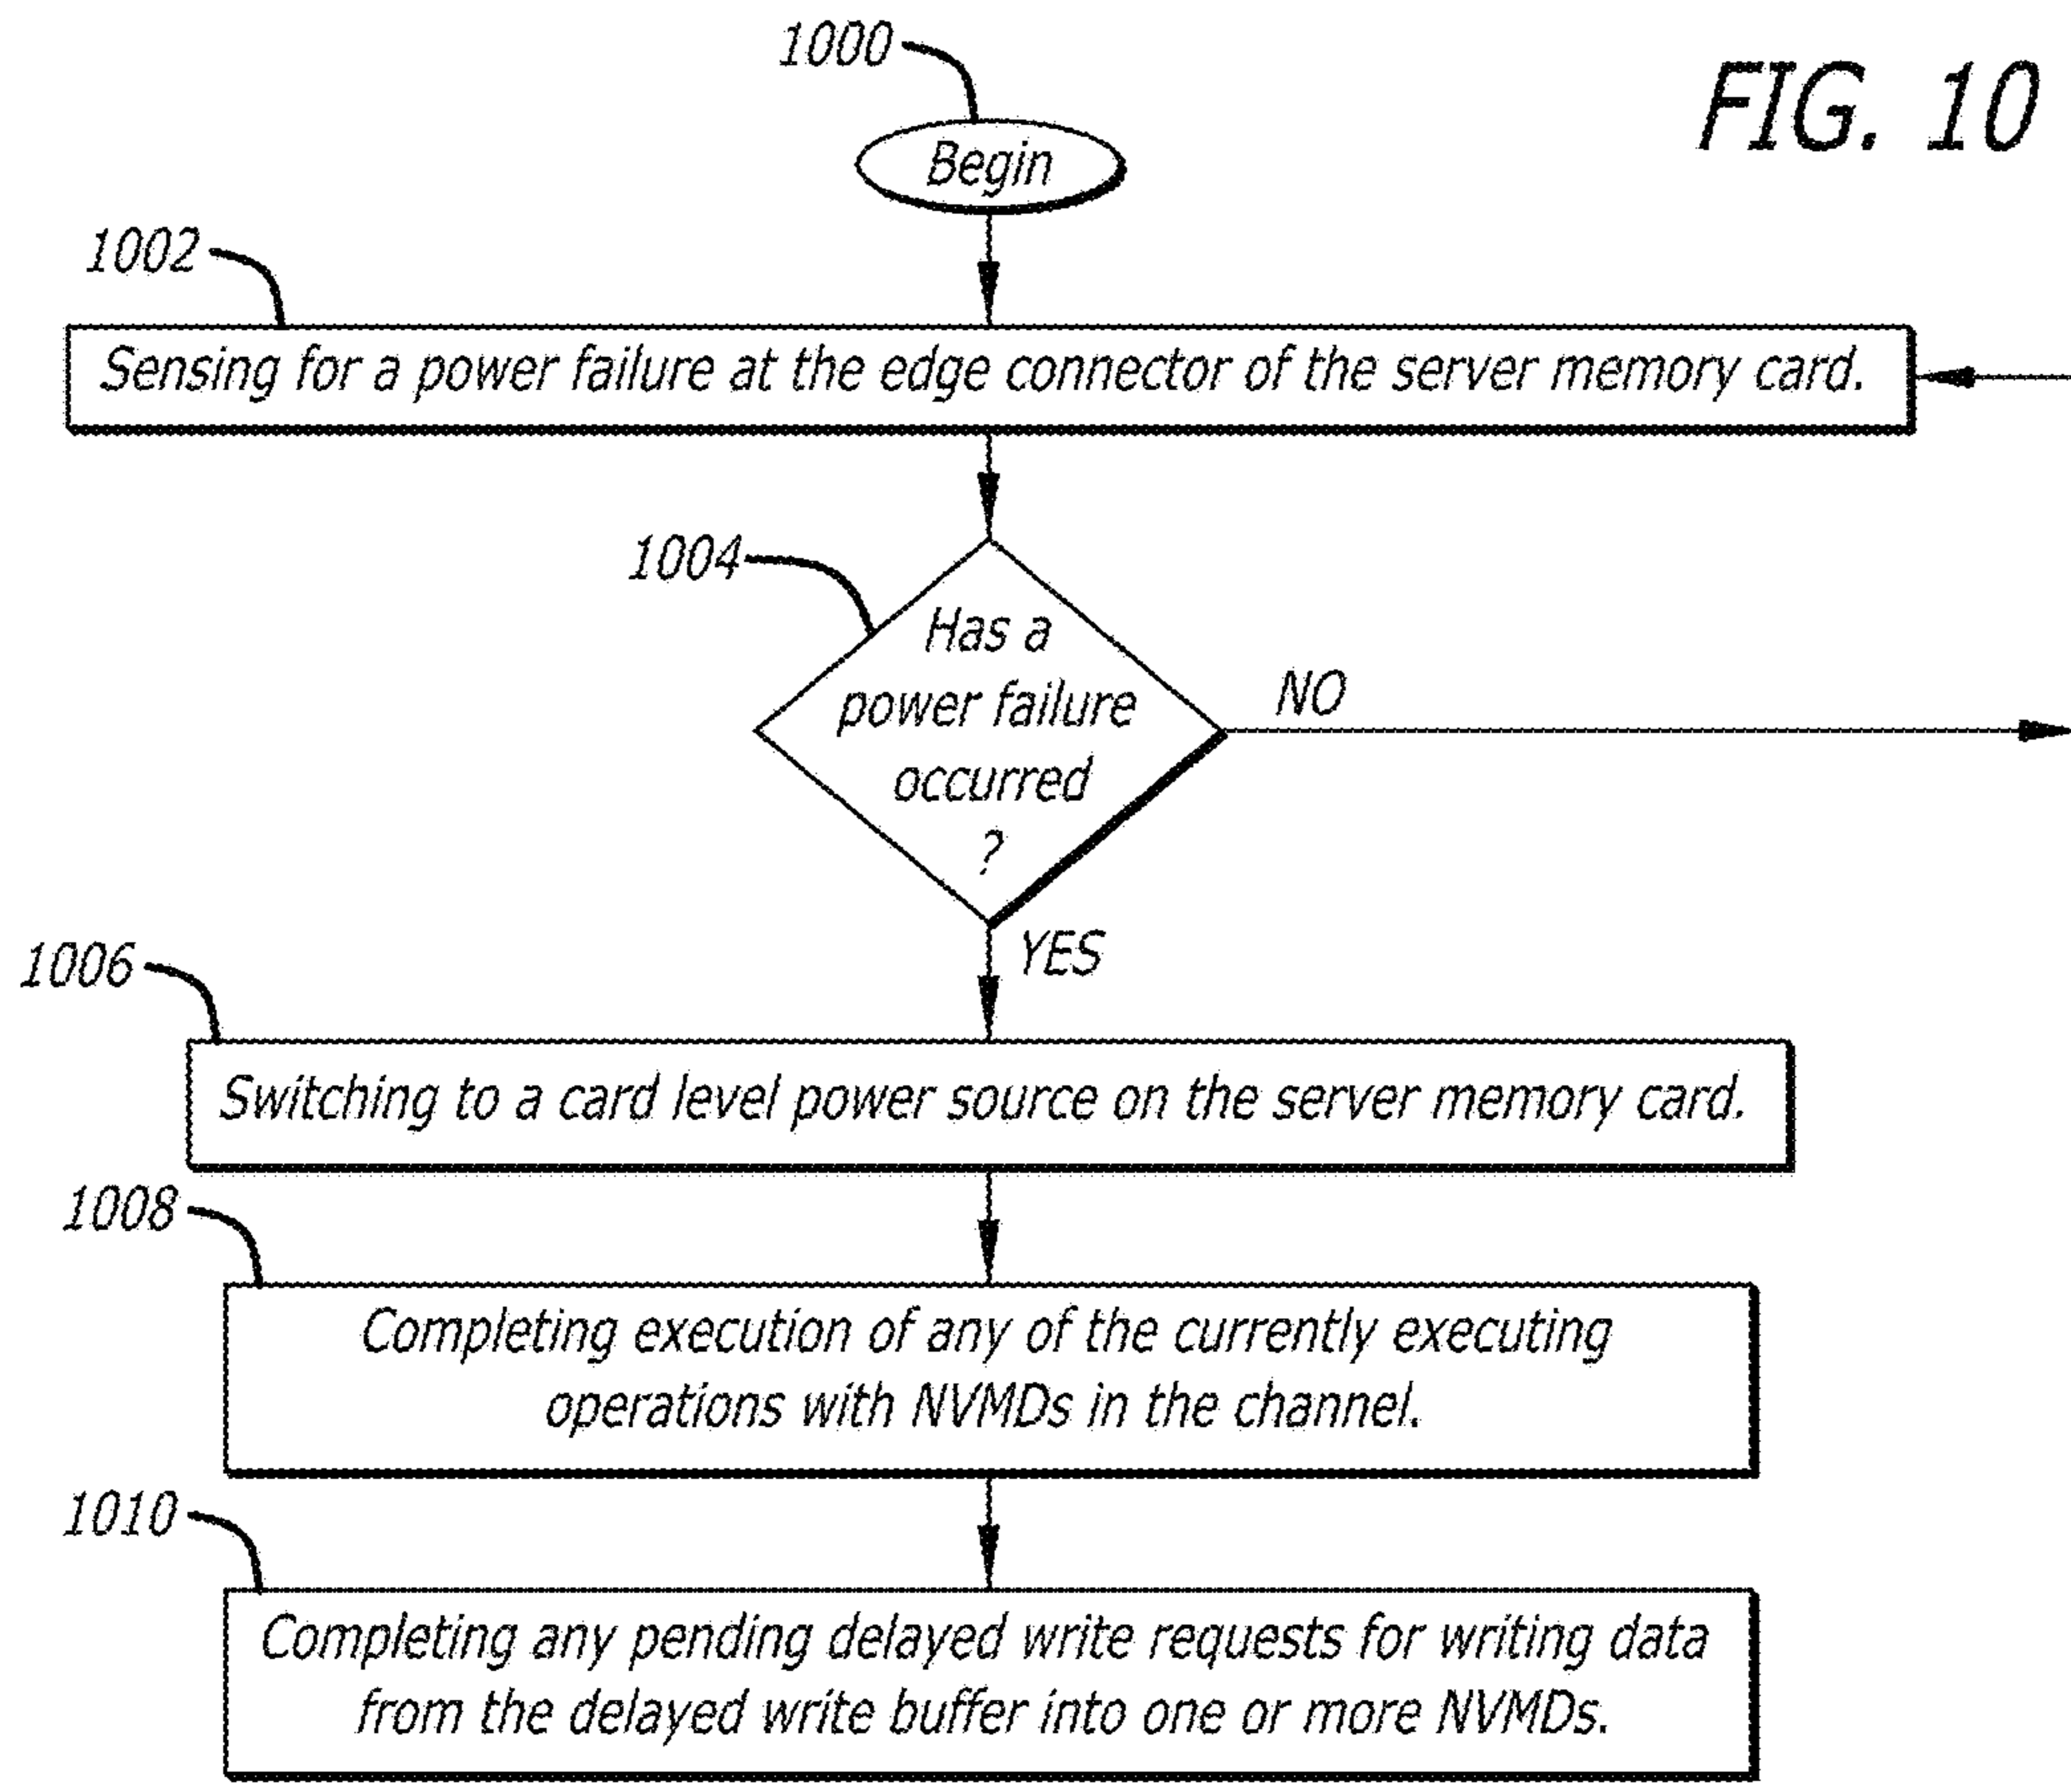 1000
FIG. 10
Begin
1002
Sensing for a power failure at the edge connector of the server memory card.
1004
Has a
power failure
occurred
?
NO
YES
1006
Switching to a card level power source on the server memory card.
1008
Completing execution of any of the currently executing
operations with NVMDs in the channel.
1010
Completing any pending delayed write requests for writing data
from the delayed write buffer into one or more NVMDs.